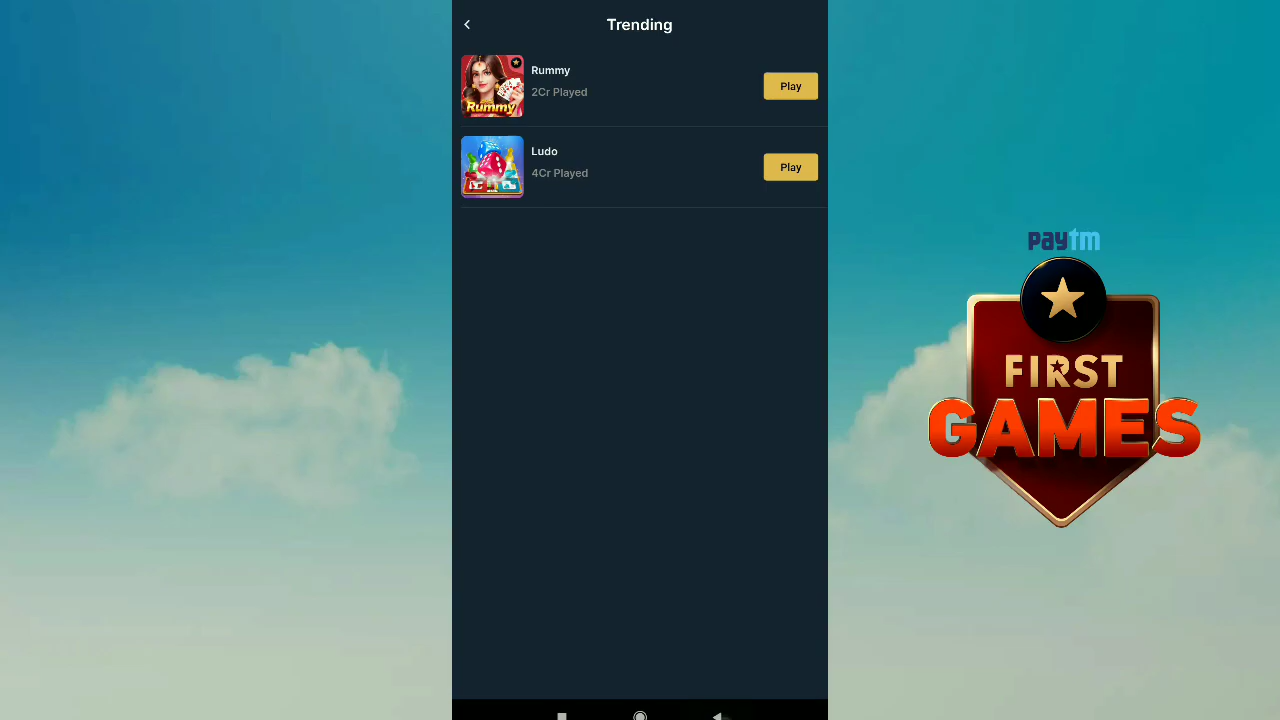 Trending
Rummy
2Cr Played
Play
Rummy
Ludo
4Cr Played
Play
paytm
FIRST
GAMES